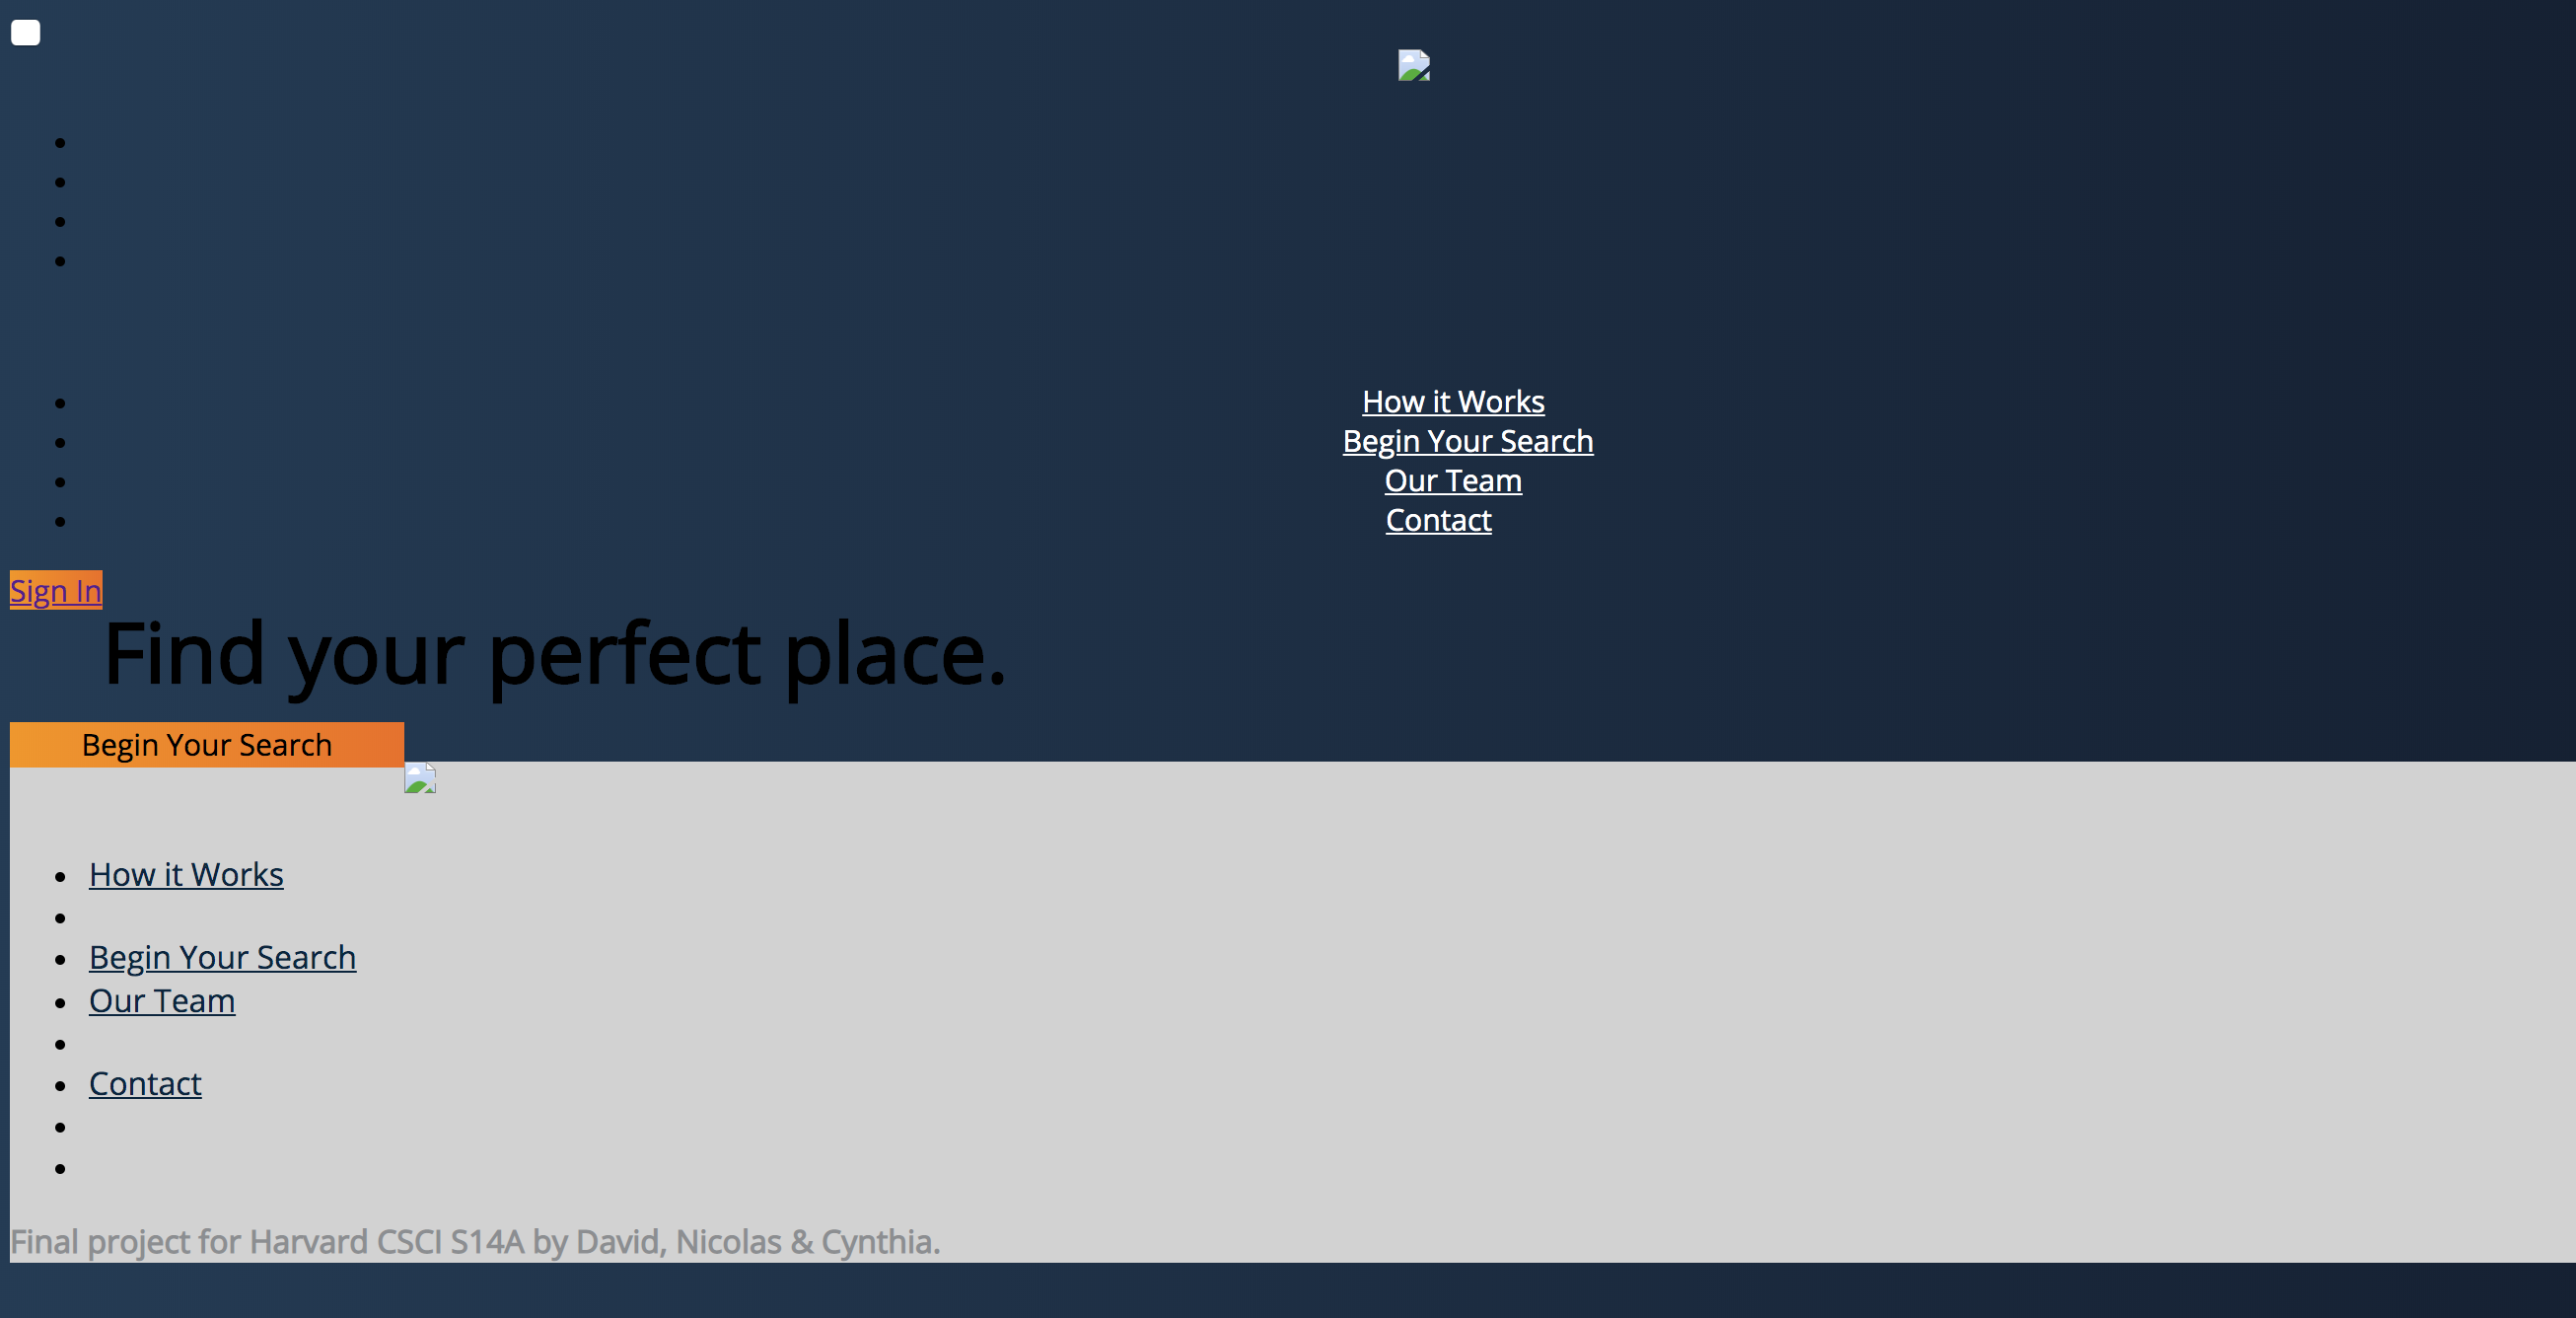 How it Works
Begin Your Search
Our Team
Contact
Sign In
Find your perfect place.
Begin Your Search
How it Works
Begin Your Search
Our Team
Contact
Final project for Harvard CSCI S14A by David, Nicolas & Cynthia.